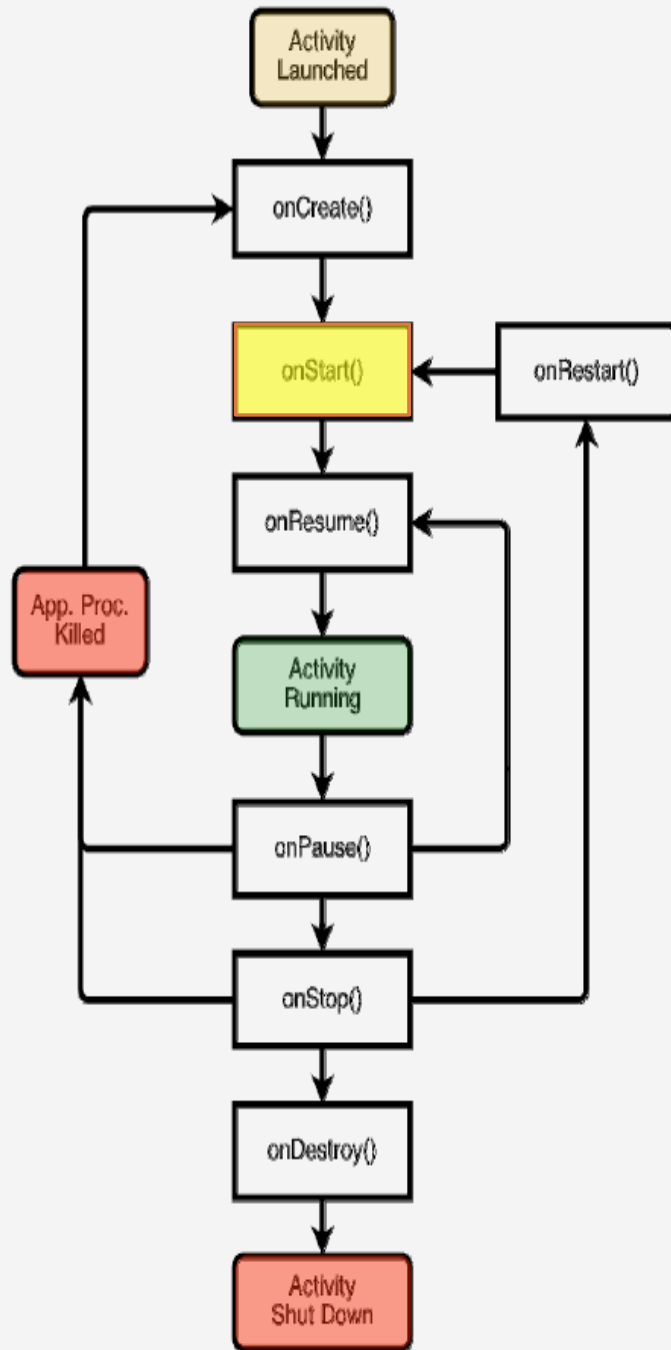 Activity
Launched
onCreate()
onStart()
onRestart()
onResume()
App. Proc.
Killed
Activity
Running
onPause()
onStop()
onDestroy()
Activity
Shut Down